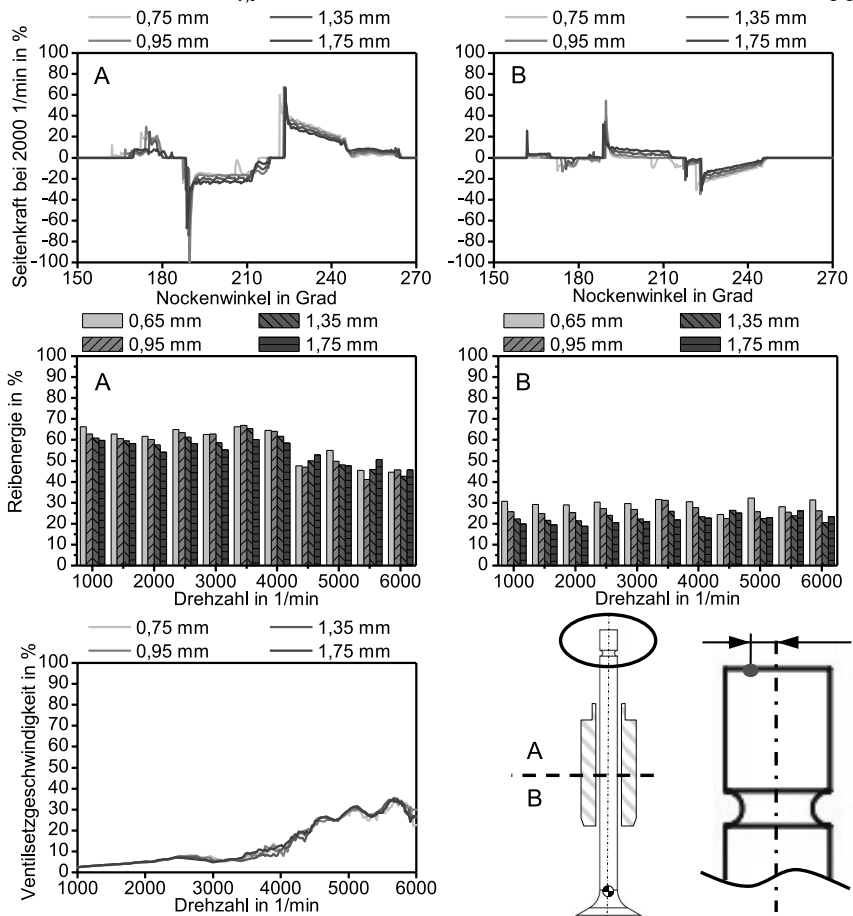 0,75 mm 1,35 mm
0,95 mm 1,75 mm
Seitenkraft bei 2000 1/min in %
A
100
80
60
40
20
0
-20
-40
-60
-80
-100
150 180 210 240 270
Nockenwinkel in Grad
0,75 mm 1,35 mm
0,95 mm 1,75 mm
B
100
80
60
40
20
0
-20
-40
-60
-80
-100
150 180 210 240 270
Nockenwinkel in Grad
0,65 mm 1,35 mm
0,95 mm 1,75 mm
Reibenergie in %
A
100
90
80
70
60
50
40
30
20
10
0
1000 2000 3000 4000 5000 6000
Drehzahl in 1/min
0,65 mm 1,35 mm
0,95 mm 1,75 mm
B
100
90
80
70
60
50
40
30
20
10
0
1000 2000 3000 4000 5000 6000
Drehzahl in 1/min
0,75 mm 1,35 mm
0,95 mm 1,75 mm
Ventilsetzgeschwindigkeit in %
100
90
80
70
60
50
40
30
20
10
0
1000 2000 3000 4000 5000 6000
Drehzahl in 1/min
A
B